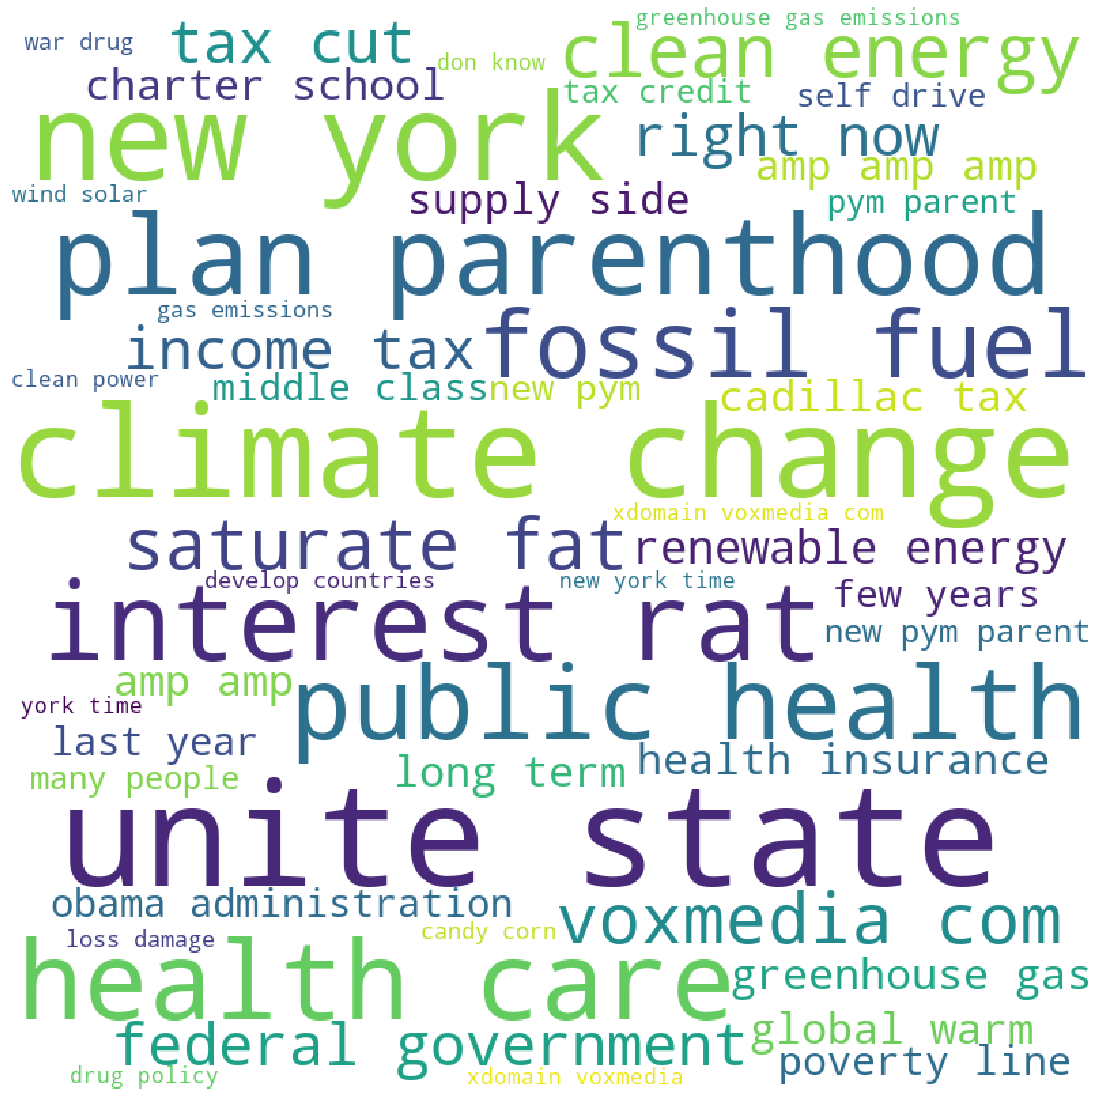 greenhouse gas emissions
war drug
tax cut
clean energy
don know
charter school
tax credit
self drive
new york
right now
amp amp amp
wind solar
supply side
pym parent
plan parenthood
gas emissions
fossil fuel
income tax
clean power
middle class
new pym
cadillac tax
climate change
xdomain voxmedia com
saturate fat
renewable energy
develop countries
new york time
interest rat
few years
new pym parent
amp amp
public health
york time
last year
health insurance
many people
long term
unite state
obama administration
voxmedia com
candy corn
loss damage
health care
greenhouse gas
federal government
global warm
poverty line
drug policy
xdomain voxmedia